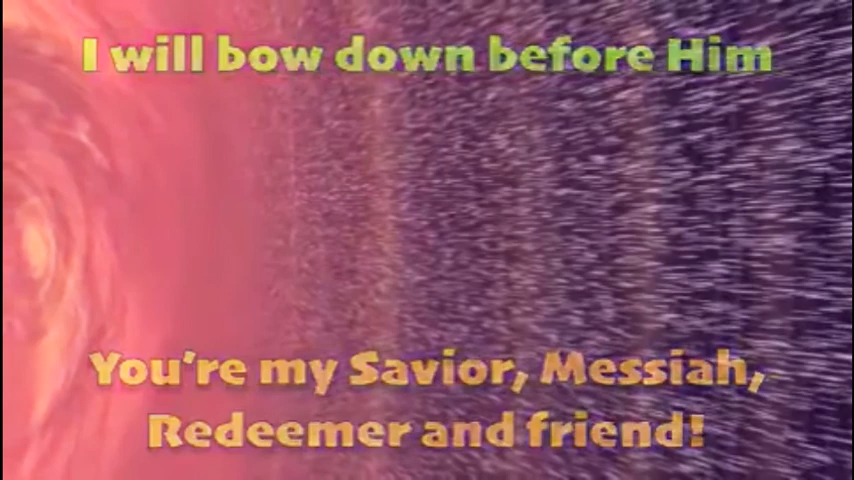 I will bow down before Him
You're my Savior, Messiah,
Redeemer and friend!